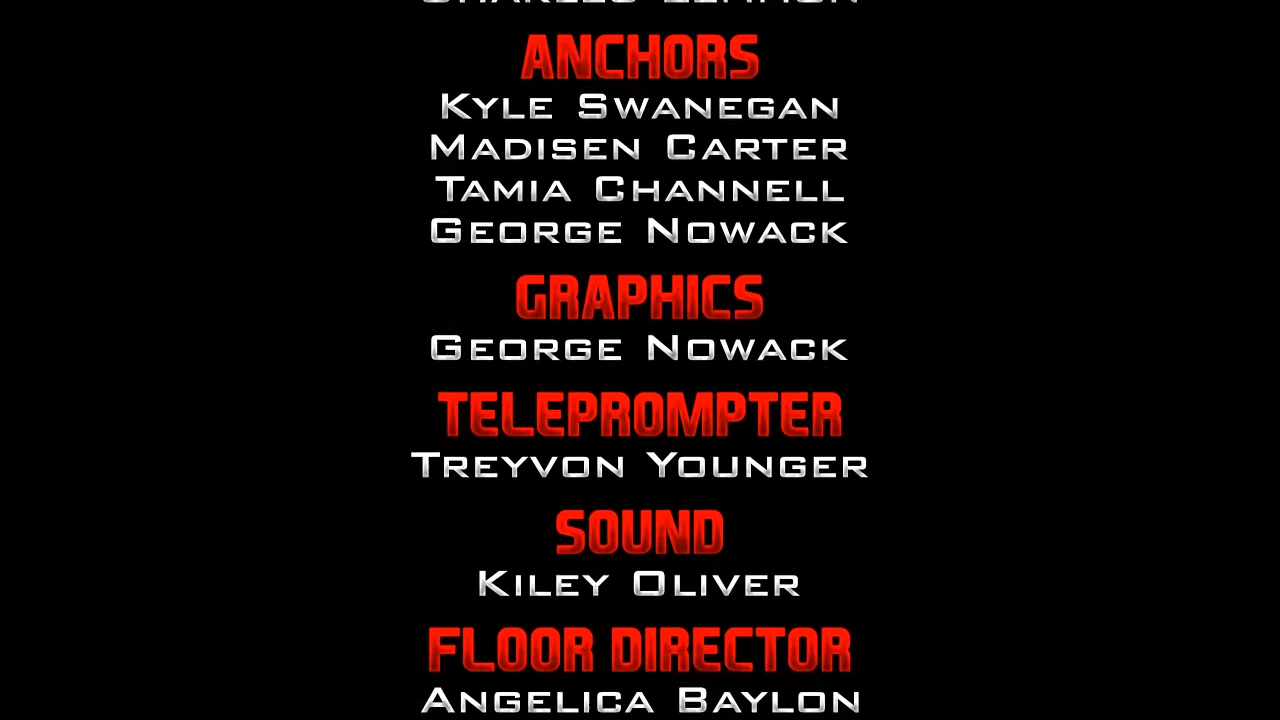 ANCHORS
KYLE SWANEGAN
MADISEN CARTER
TAMIA CHANNELL
GEORGE NOWACK
GRAPHICS
GEORGE NOWACK
TELEPROMPTER
TREYVON YOUNGER
SOUND
KILEY OLIVER
FLOOR DIRECTOR
ANGELICA BAYLON